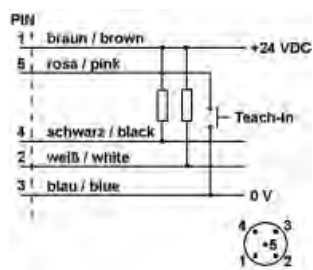 PIN
1 braun / brown +24 VDC
5 rosa / pink
Teach-In
4 schwarz / black
2 weiß / white
3 blau / blue 0 V
4 3
5
1 2